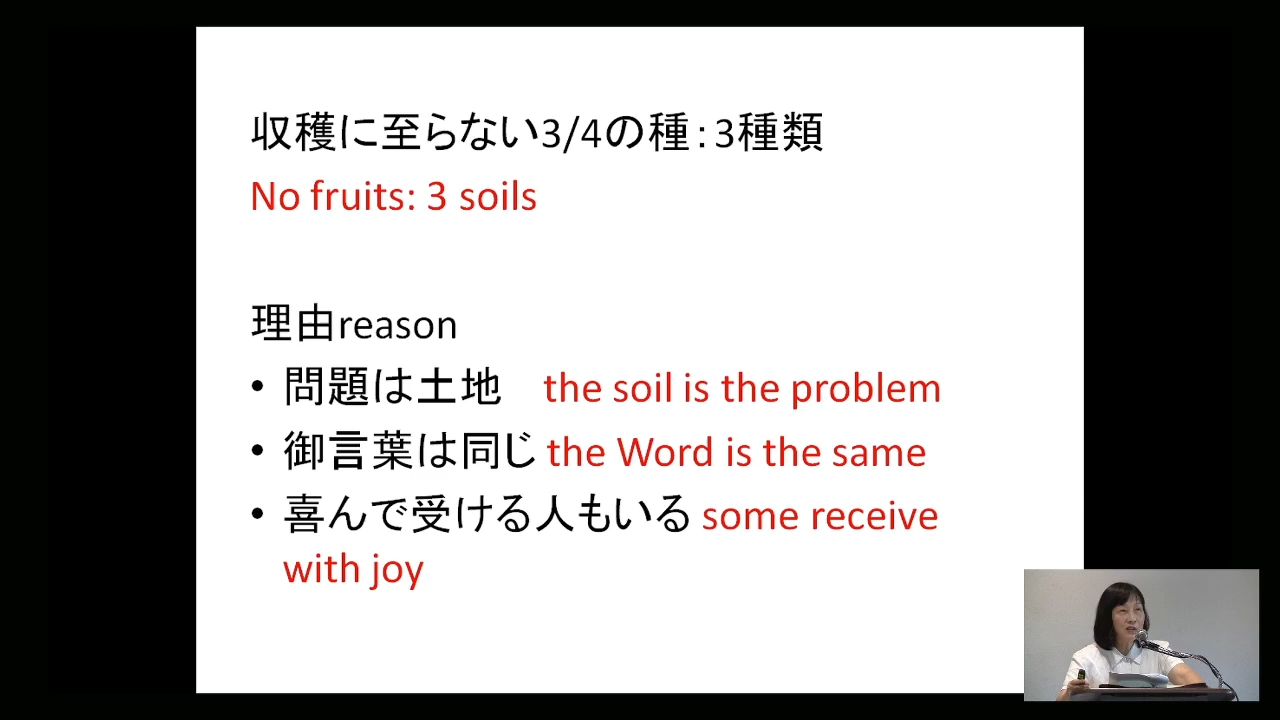 収穫に至らない3/4の種：3種類
No fruits: 3 soils
理由reason
• 問題は土地　the soil is the problem
• 御言葉は同じ the Word is the same
• 喜んで受ける人もいる some receive
with joy